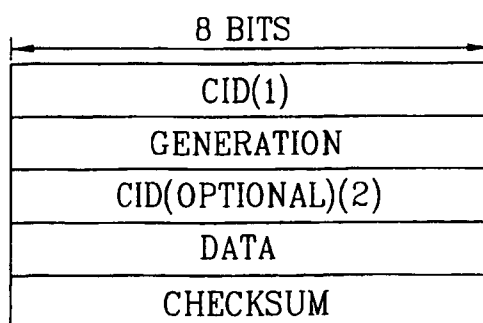 8 BITS
CID(1)
GENERATION
CID(OPTIONAL)(2)
DATA
CHECKSUM